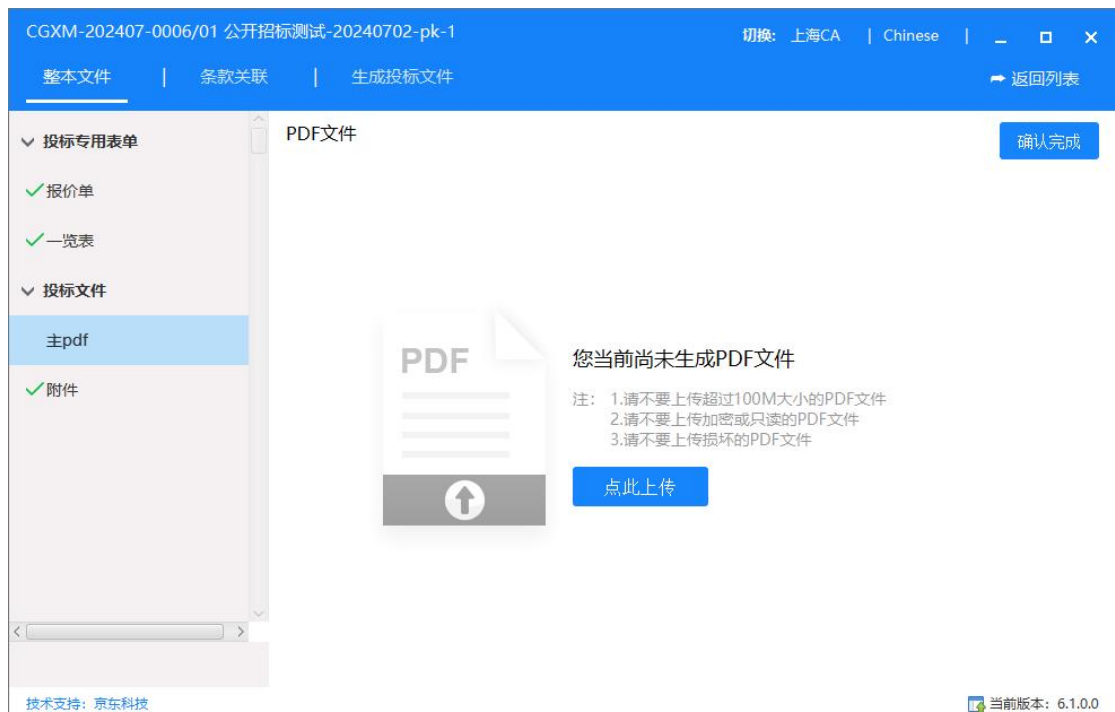 CGXM-202407-0006/01 公开招标测试-20240702-pk-1
切换: 上海CA | Chinese |
整本文件 | 条款关联 | 生成投标文件
返回列表
投标专用表单
报价单
一览表
投标文件
主pdf
附件
PDF文件
确认完成
PDF
您当前尚未生成PDF文件
注: 1.请不要上传超过100M大小的PDF文件
2.请不要上传加密或只读的PDF文件
3.请不要上传损坏的PDF文件
点此上传
技术支持: 京东科技
当前版本: 6.1.0.0